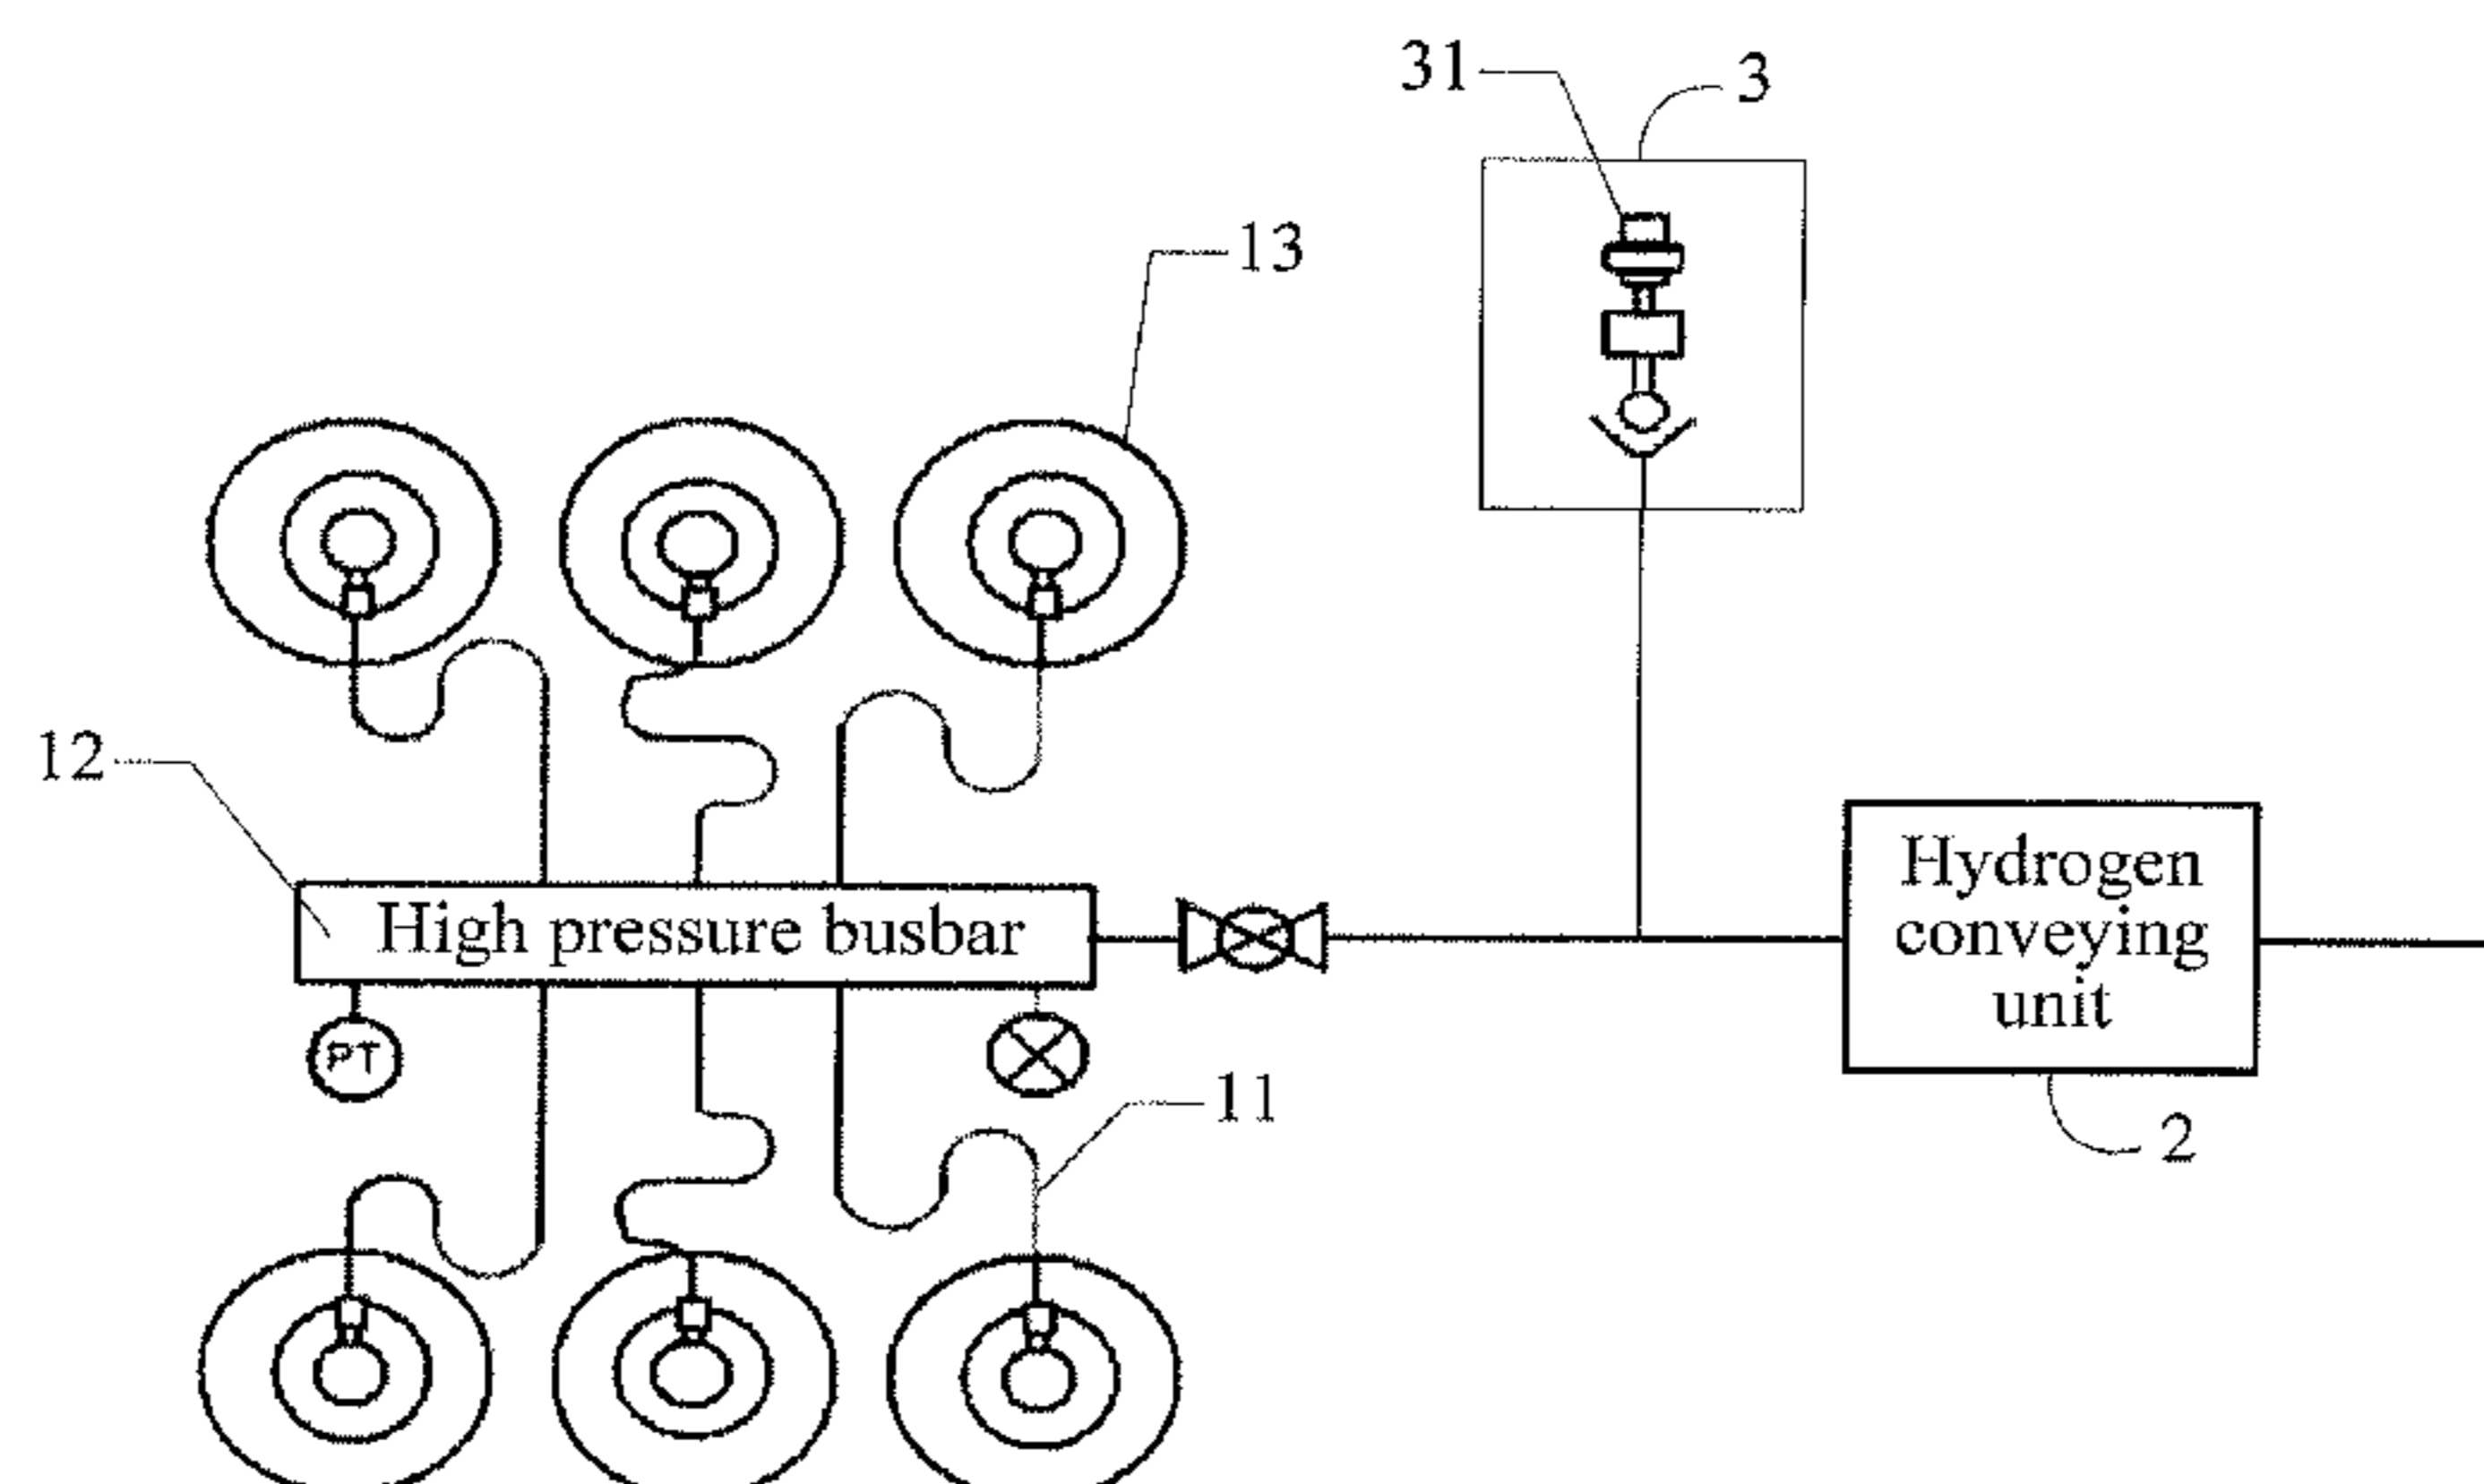 31
3
13
12
High pressure busbar
Hydrogen
conveying
unit
PT
11
2